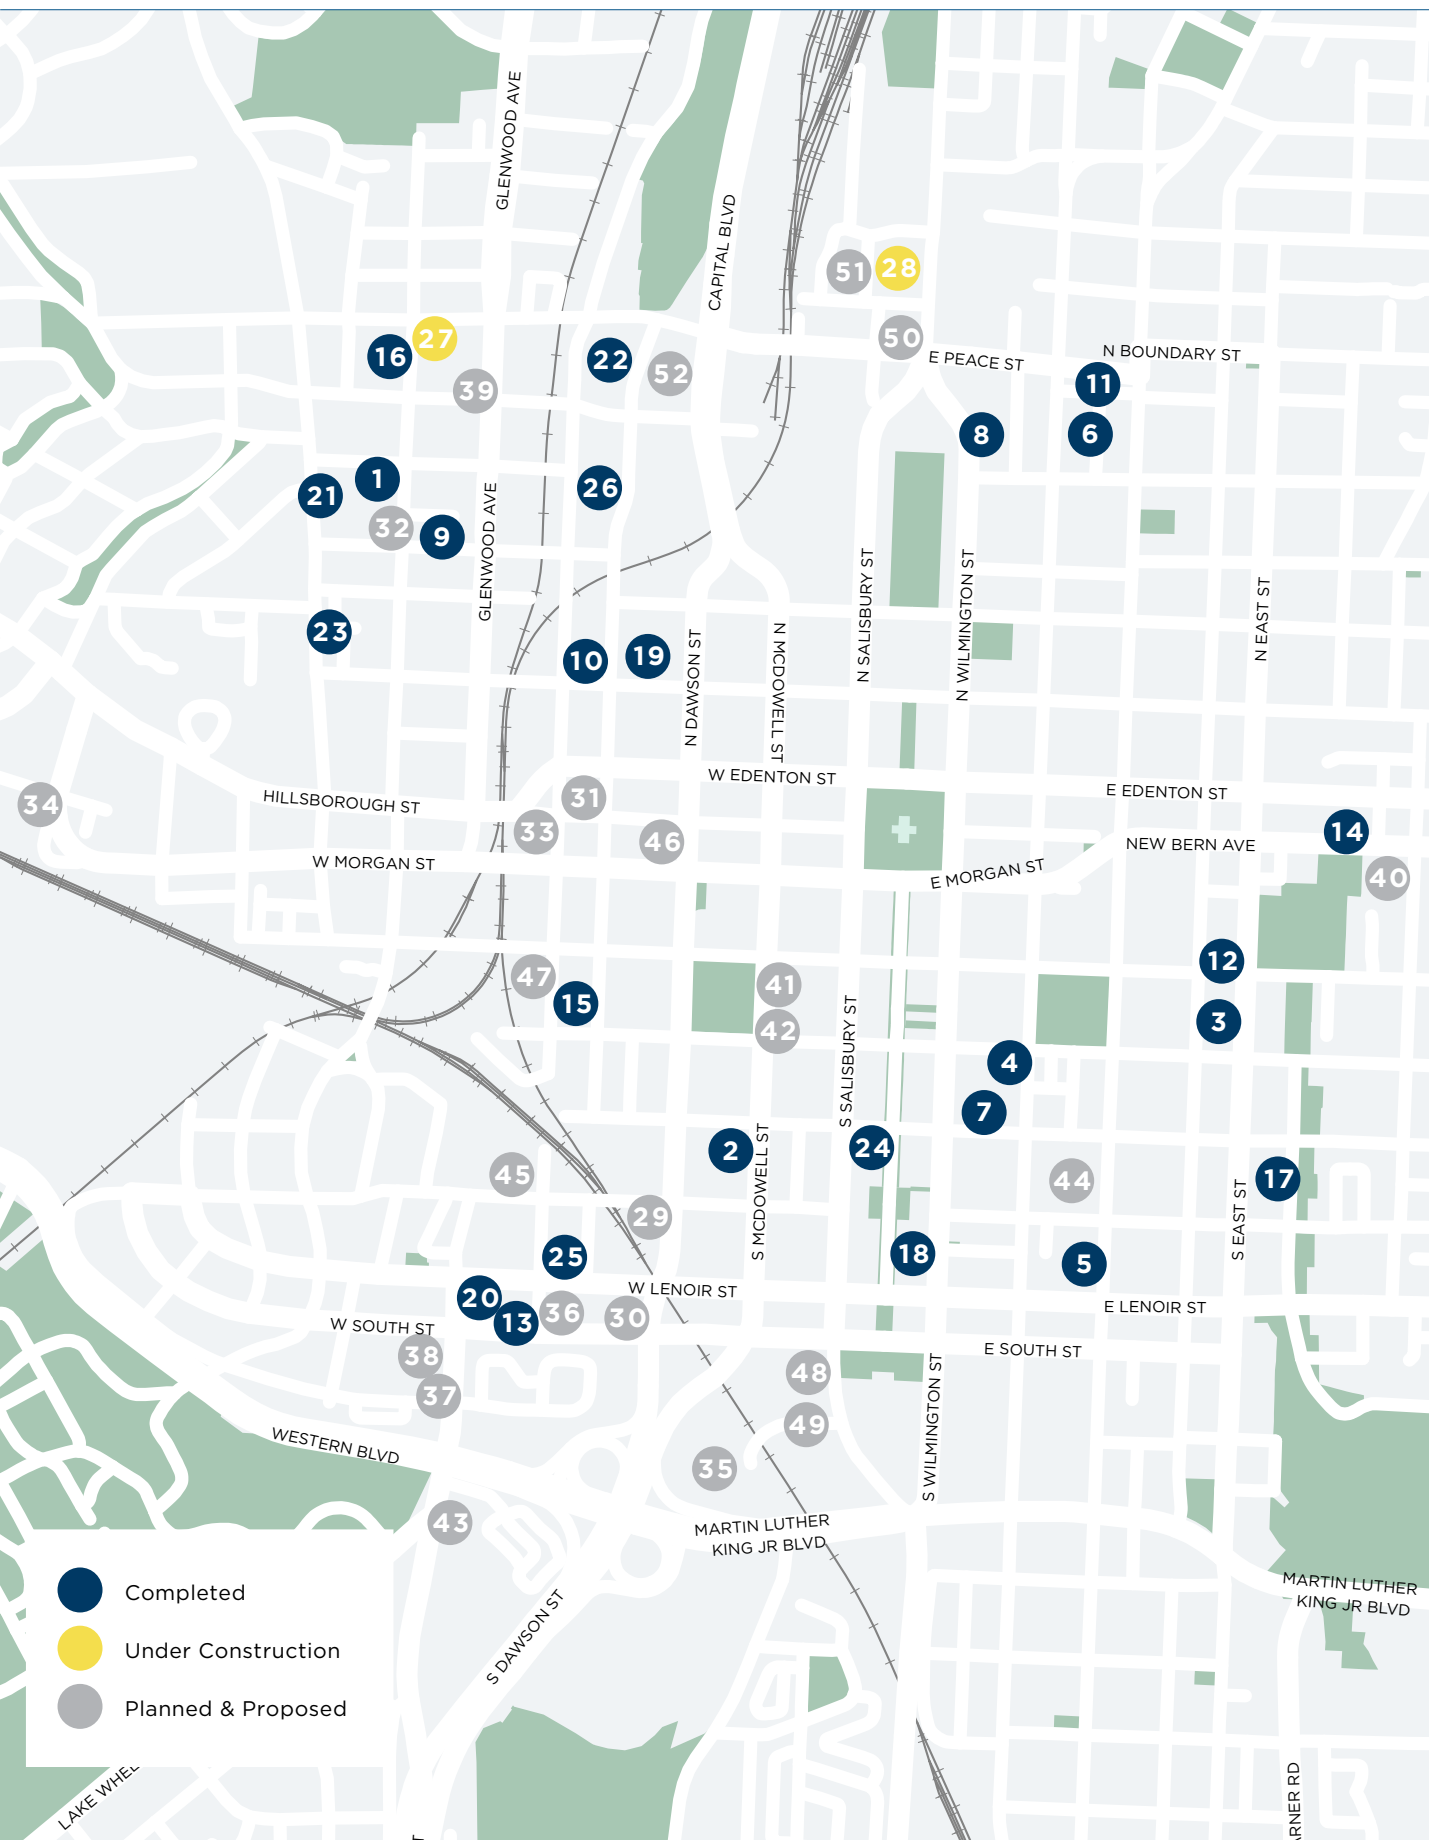 GLENWOOD AVE
CAPITAL BLVD
51
28
27
16
39
22
52
50
E PEACE ST
N BOUNDARY ST
11
8
6
1
21
32
9
26
GLENWOOD AVE
23
10
19
N DAWSON ST
N MCDOWELL ST
N SALISBURY ST
N WILMINGTON ST
N EAST ST
W EDENTON ST
E EDENTON ST
34
HILLSBOROUGH ST
31
33
46
NEW BERN AVE
14
W MORGAN ST
E MORGAN ST
40
47
15
41
42
12
3
S SALISBURY ST
4
7
2
S MCDOWELL ST
24
45
44
17
S EAST ST
29
25
18
5
20
13
36
30
W LENOIR ST
E LENOIR ST
W SOUTH ST
E SOUTH ST
38
37
48
49
S WILMINGTON ST
WESTERN BLVD
35
43
MARTIN LUTHER
KING JR BLVD
S DAWSON ST
MARTIN LUTHER
KING JR BLVD
Completed
Under Construction
Planned & Proposed
LAKE WHEE
ARNER RD
T